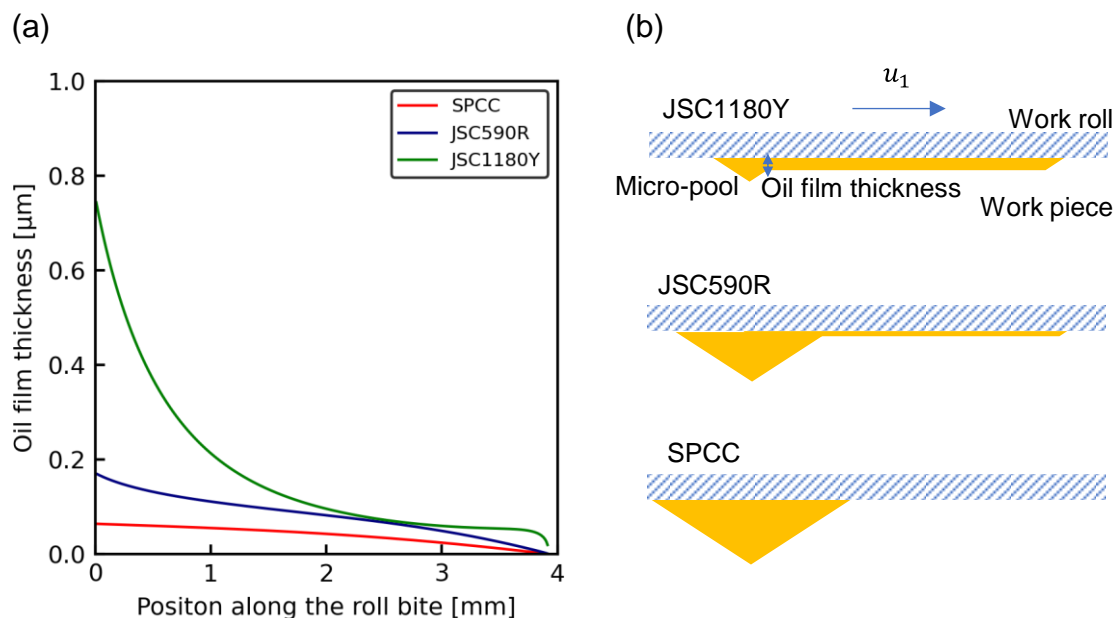 (a)
1.0
0.8
0.6
0.4
0.2
0.0
Oil film thickness [μm]
SPCC
JSC590R
JSC1180Y
0
1
2
3
4
Positon along the roll bite [mm]
(b)
u₁
JSC1180Y
Work roll
Micro-pool
Oil film thickness
Work piece
JSC590R
SPCC